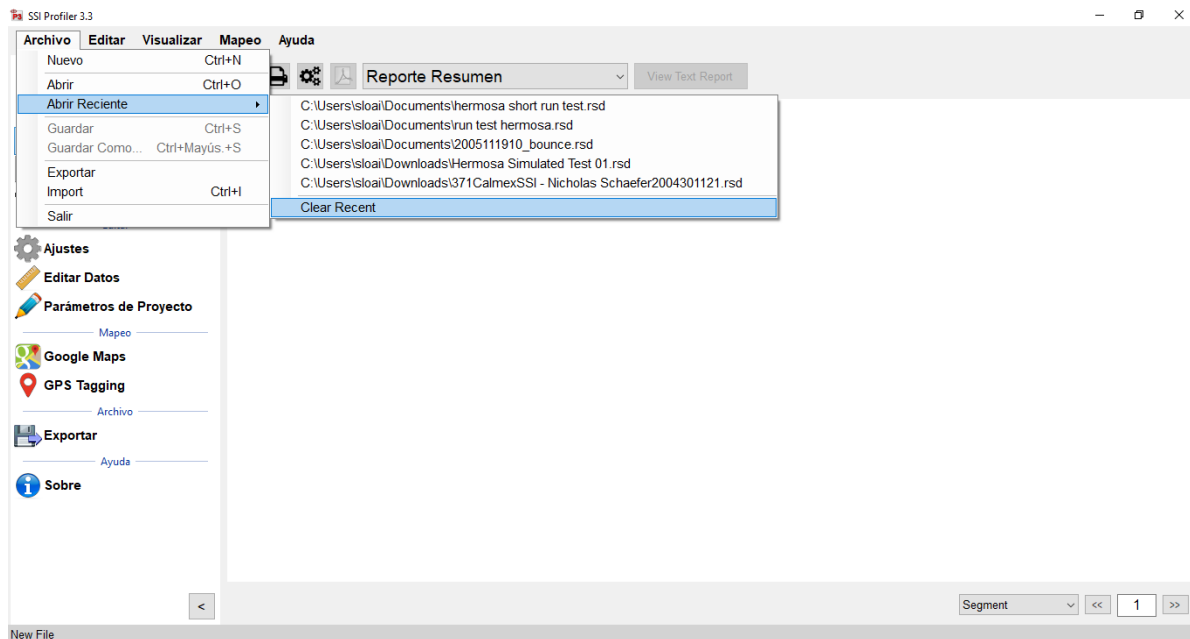 P3 SSI Profiler 3.3
Archivo Editar Visualizar Mapeo Ayuda
Nuevo Ctrl+N
Abrir Ctrl+O
Abrir Reciente
Guardar Ctrl+S
Guardar Como... Ctrl+Mayús.+S
Exportar
Import Ctrl+I
Salir
Reporte Resumen
View Text Report
C:\Users\sloai\Documents\hermosa short run test.rsd
C:\Users\sloai\Documents\run test hermosa.rsd
C:\Users\sloai\Documents\2005111910_bounce.rsd
C:\Users\sloai\Downloads\Hermosa Simulated Test 01.rsd
C:\Users\sloai\Downloads\371CalmexSSI - Nicholas Schaefer2004301121.rsd
Clear Recent
Ajustes
Editar Datos
Parámetros de Proyecto
Mapeo
Google Maps
GPS Tagging
Archivo
Exportar
Ayuda
Sobre
<
Segment << 1 >>
New File